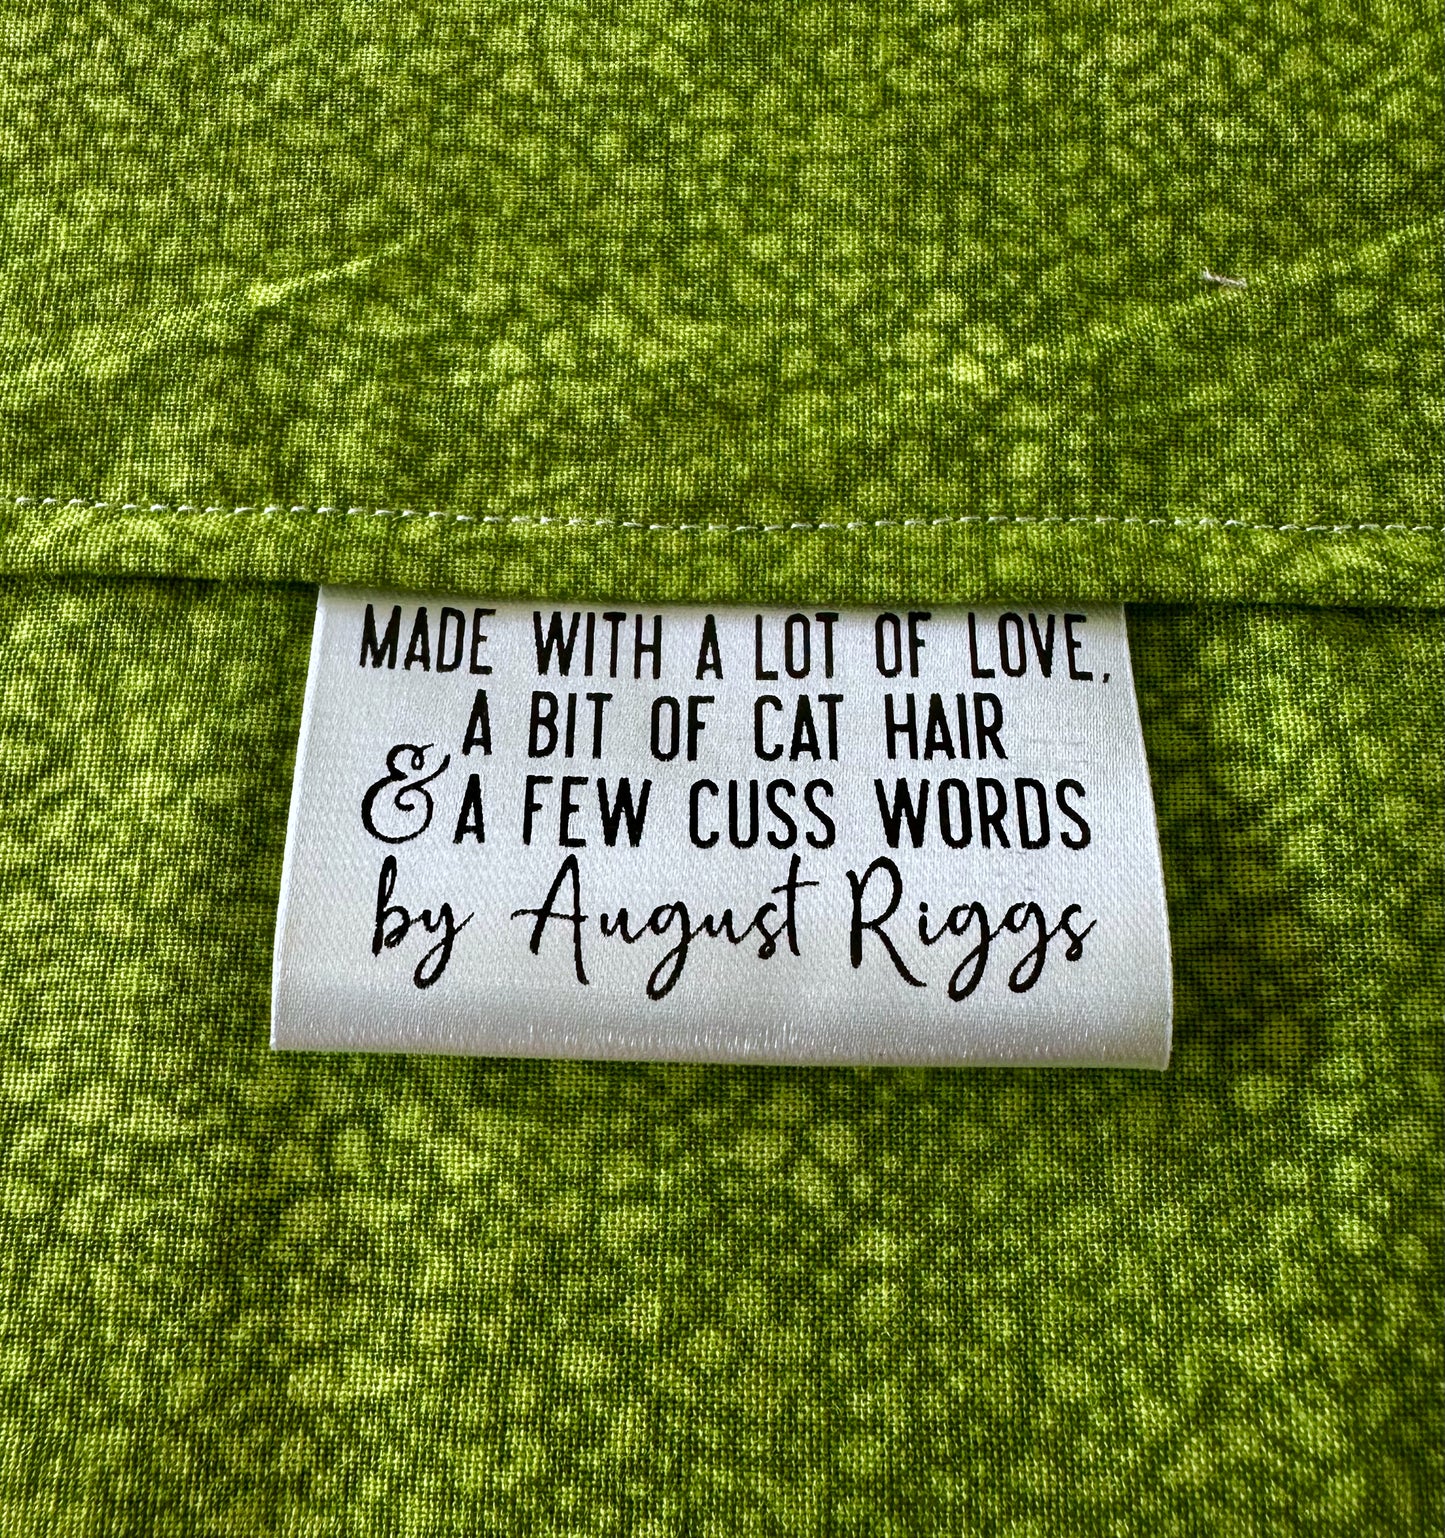 MADE WITH A LOT OF LOVE,
A BIT OF CAT HAIR
& A FEW CUSS WORDS
by August Riggs